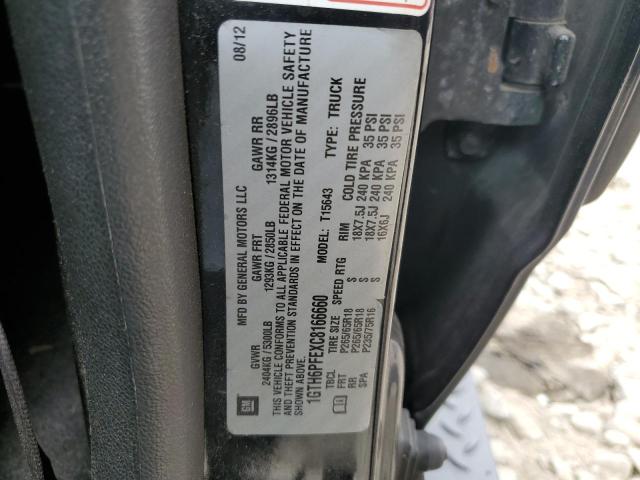 GM
MFD BY GENERAL MOTORS LLC 08/12
GVWR GAWR FRT GAWR RR
2404KG / 5300LB 1293KG / 2850LB 1314KG / 2896LB
THIS VEHICLE CONFORMS TO ALL APPLICABLE FEDERAL MOTOR VEHICLE SAFETY
AND THEFT PREVENTION STANDARDS IN EFFECT ON THE DATE OF MANUFACTURE
SHOWN ABOVE.
1GTH6PFEXC8166660 MODEL: T15643 TYPE: TRUCK
TBCL TIRE SIZE SPEED RTG RIM COLD TIRE PRESSURE
FRT P265/65R18 S 18X7.5J 240 KPA 35 PSI
RR P265/65R18 S 18X7.5J 240 KPA 35 PSI
SPA P235/75R16 S 16X6J 240 KPA 35 PSI